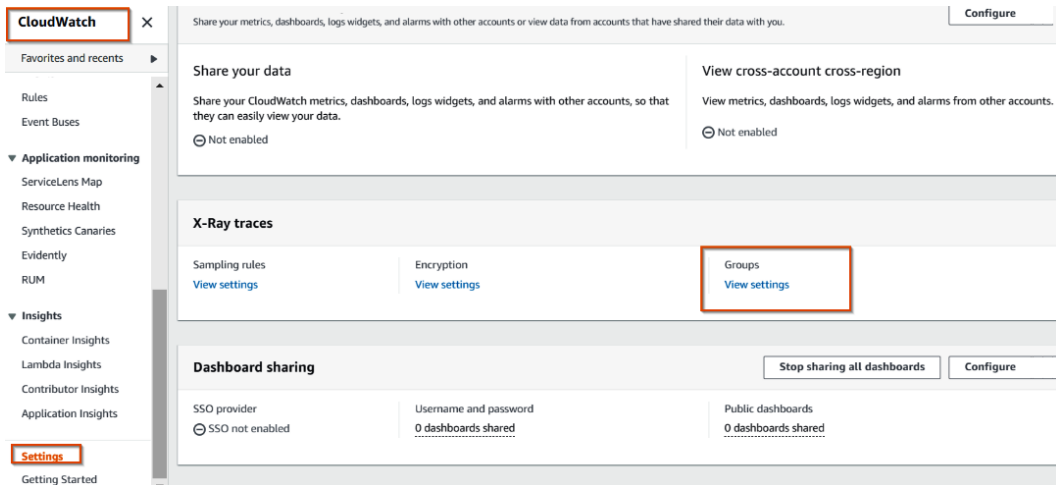 CloudWatch
Favorites and recents
Rules
Event Buses
Application monitoring
ServiceLens Map
Resource Health
Synthetics Canaries
Evidently
RUM
Insights
Container Insights
Lambda Insights
Contributor Insights
Application Insights
Settings
Getting Started
Share your metrics, dashboards, logs widgets, and alarms with other accounts or view data from accounts that have shared their data with you.
Configure
Share your data
Share your CloudWatch metrics, dashboards, logs widgets, and alarms with other accounts, so that
they can easily view your data.
Not enabled
View cross-account cross-region
View metrics, dashboards, logs widgets, and alarms from other accounts.
Not enabled
X-Ray traces
Sampling rules
View settings
Encryption
View settings
Groups
View settings
Dashboard sharing
Stop sharing all dashboards
Configure
SSO provider
SSO not enabled
Username and password
0 dashboards shared
Public dashboards
0 dashboards shared